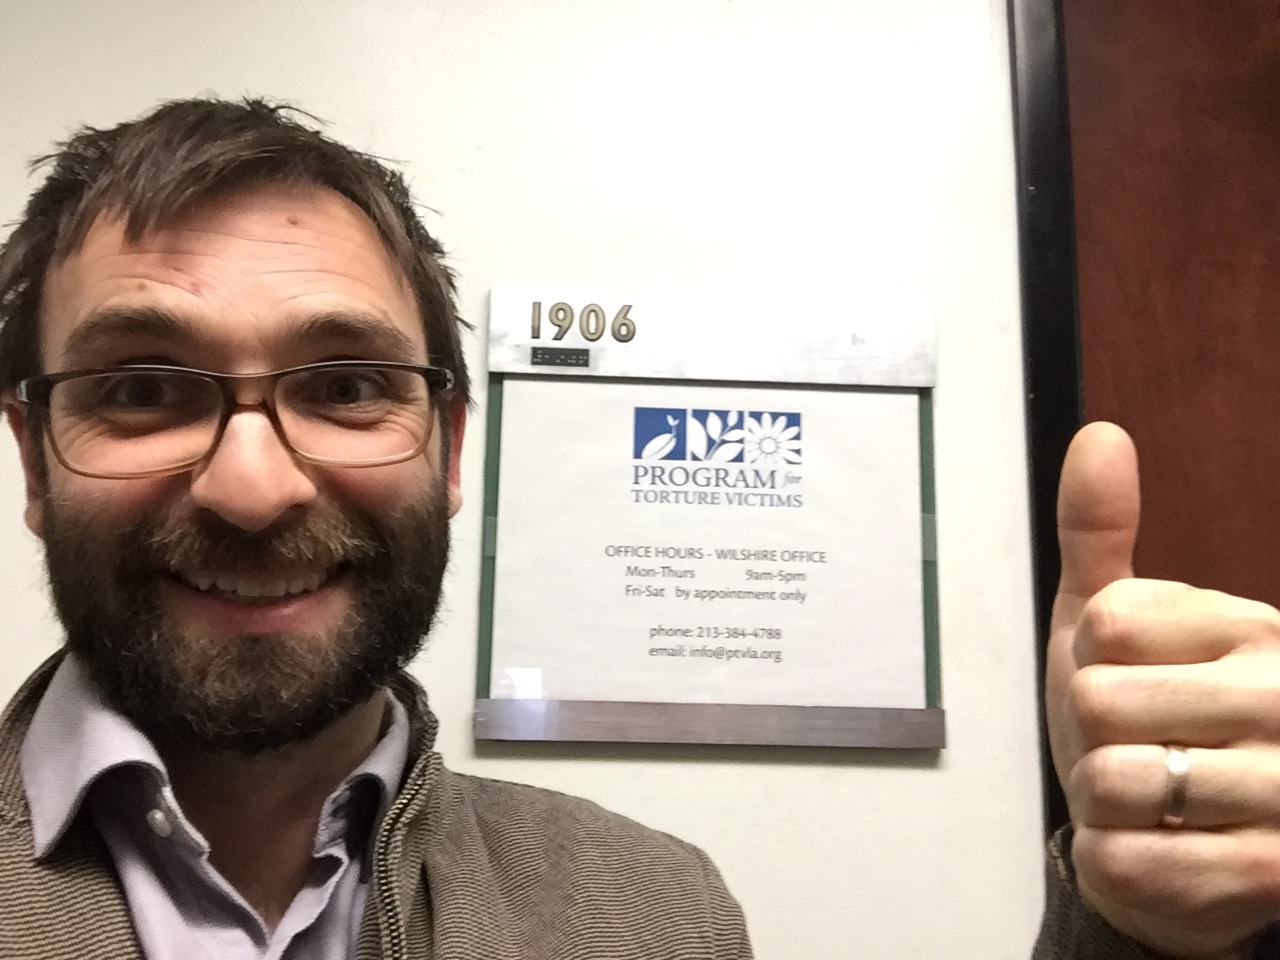 1906
PROGRAM for
TORTURE VICTIMS
OFFICE HOURS - WILSHIRE OFFICE
Mon-Thurs 9am-5pm
Fri-Sat by appointment only
phone: 213-384-4788
email: info@ptvla.org